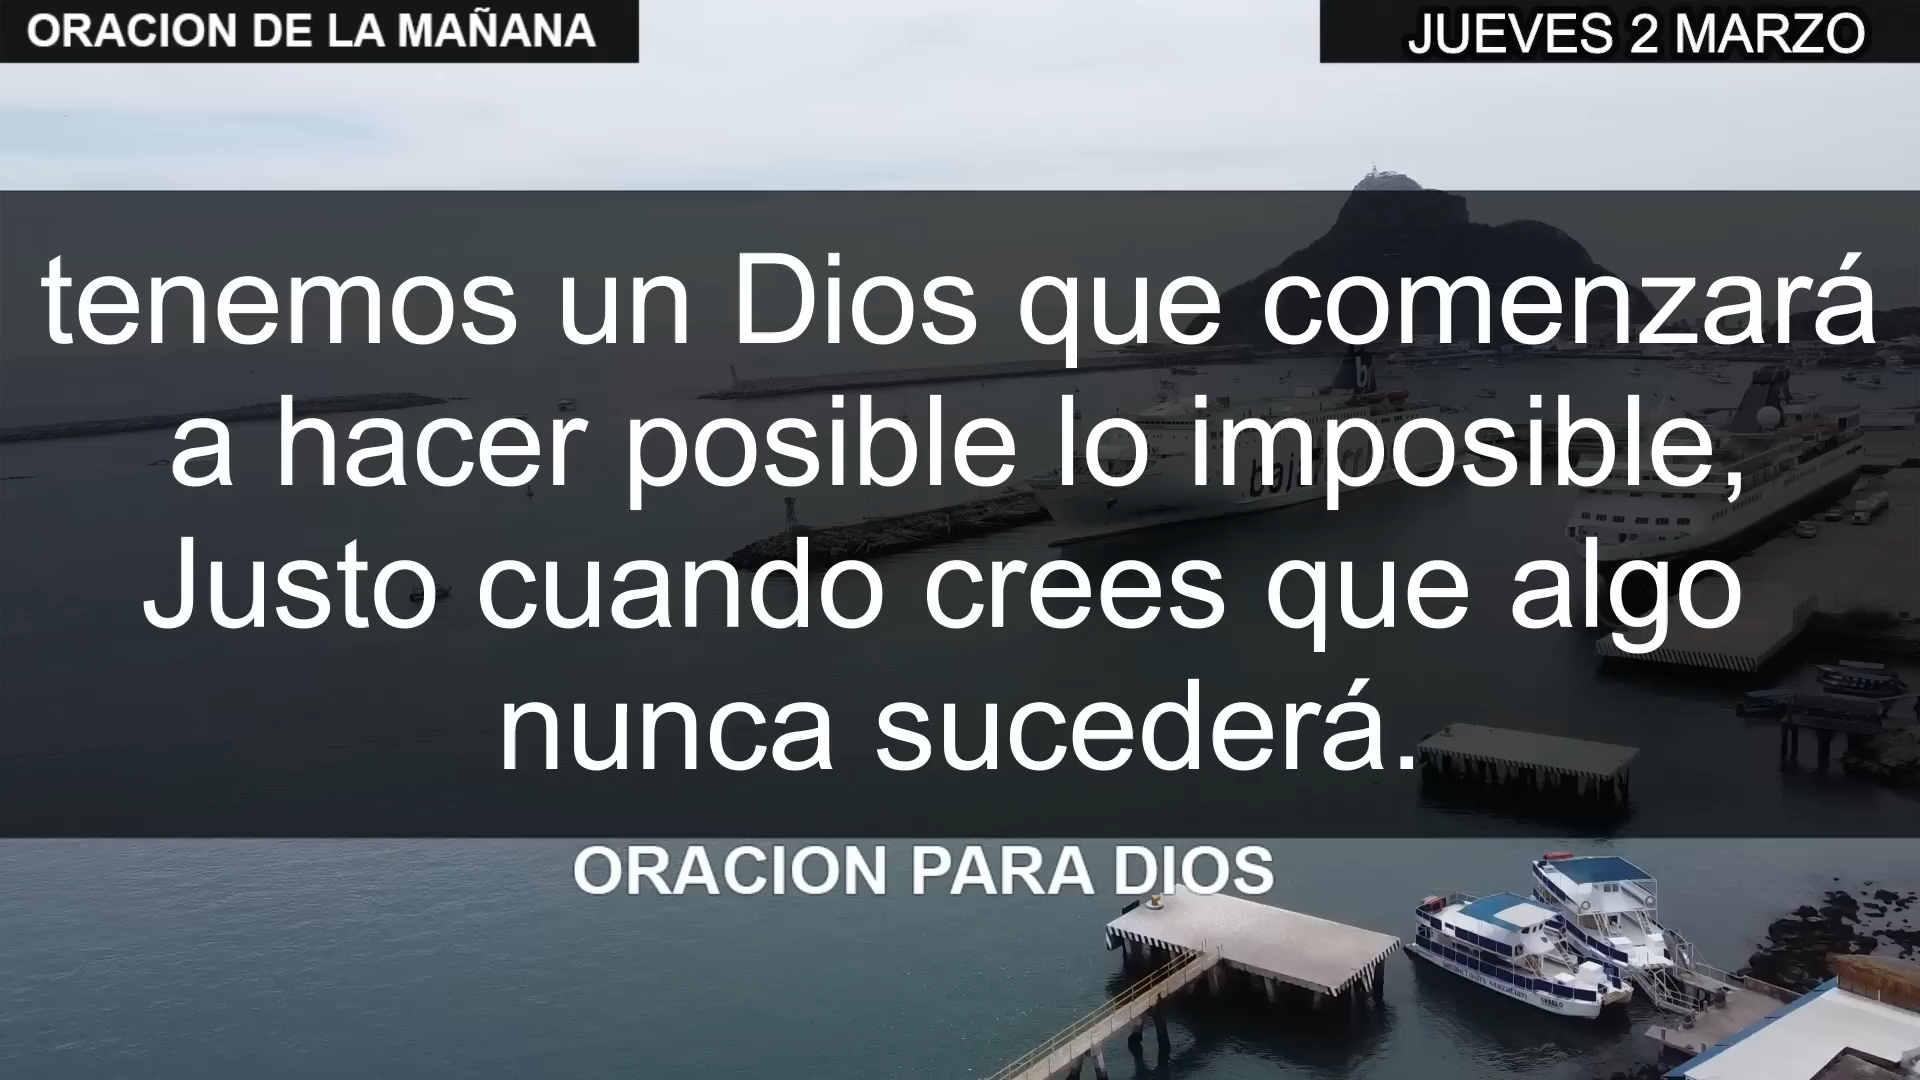 ORACION DE LA MAÑANA
JUEVES 2 MARZO
tenemos un Dios que comenzará
a hacer posible lo imposible,
Justo cuando crees que algo
nunca sucederá.
ORACION PARA DIOS